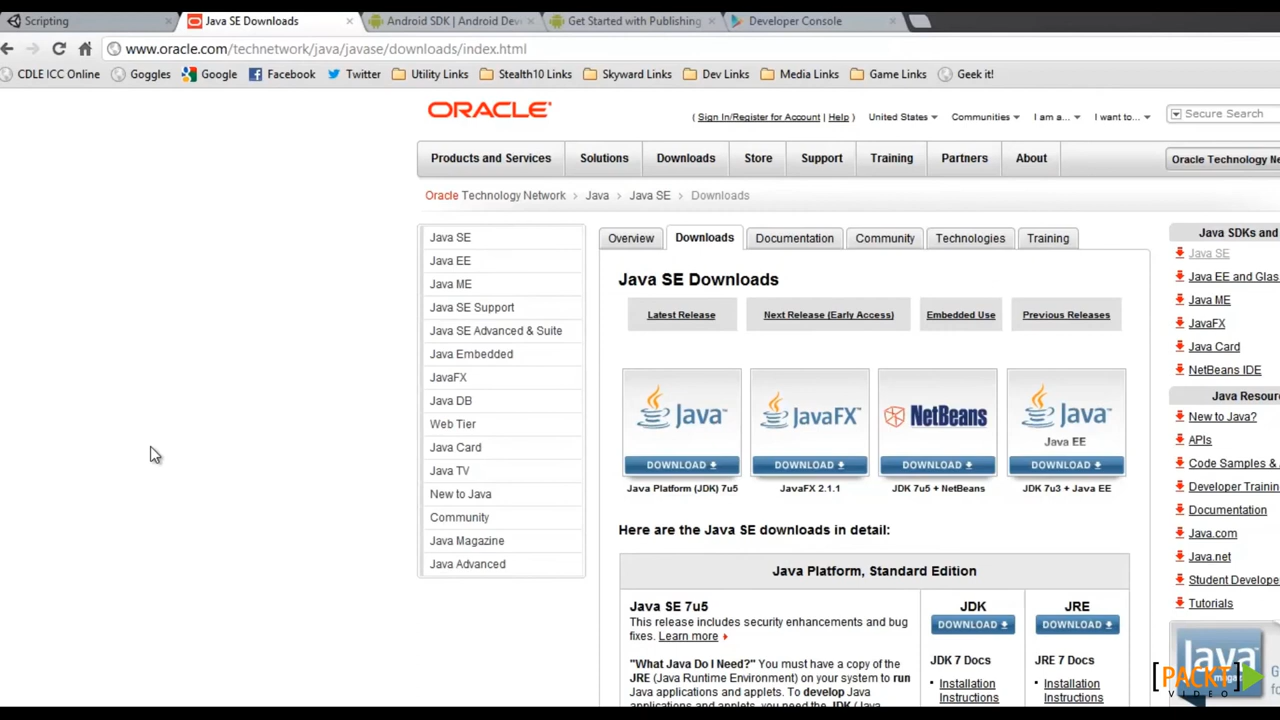 Scripting
Java SE Downloads
Android SDK | Android Dev
Get Started with Publishing
Developer Console
www.oracle.com/technetwork/java/javase/downloads/index.html
CDLE ICC Online
Goggles
Google
Facebook
Twitter
Utility Links
Stealth10 Links
Skyward Links
Dev Links
Media Links
Game Links
Geek it!
ORACLE
( Sign In/Register for Account | Help )
United States
Communities
I am a...
I want to...
Secure Search
Products and Services
Solutions
Downloads
Store
Support
Training
Partners
About
Oracle Technology Ne
Oracle Technology Network > Java > Java SE > Downloads
Java SE
Java EE
Java ME
Java SE Support
Java SE Advanced & Suite
Java Embedded
JavaFX
Java DB
Web Tier
Java Card
Java TV
New to Java
Community
Java Magazine
Java Advanced
Overview
Downloads
Documentation
Community
Technologies
Training
Java SE Downloads
Latest Release
Next Release (Early Access)
Embedded Use
Previous Releases
Java™
DOWNLOAD
Java Platform (JDK) 7u5
JavaFX™
DOWNLOAD
JavaFX 2.1.1
NetBeans
DOWNLOAD
JDK 7u5 + NetBeans
Java™
Java EE
DOWNLOAD
JDK 7u3 + Java EE
Here are the Java SE downloads in detail:
Java Platform, Standard Edition
Java SE 7u5
This release includes security enhancements and bug
fixes. Learn more
"What Java Do I Need?" You must have a copy of the
JRE (Java Runtime Environment) on your system to run
Java applications and applets. To develop Java
applications and applets, you need the JDK (Java
JDK
DOWNLOAD
JDK 7 Docs
Installation
Instructions
JRE
DOWNLOAD
JRE 7 Docs
Installation
Instructions
Java SDKs and
Java SE
Java EE and Glas
Java ME
JavaFX
Java Card
NetBeans IDE
Java Resour
New to Java?
APIs
Code Samples &
Developer Trainin
Documentation
Java.com
Java.net
Student Develope
Tutorials
Java
[PACKT]
VIDEO